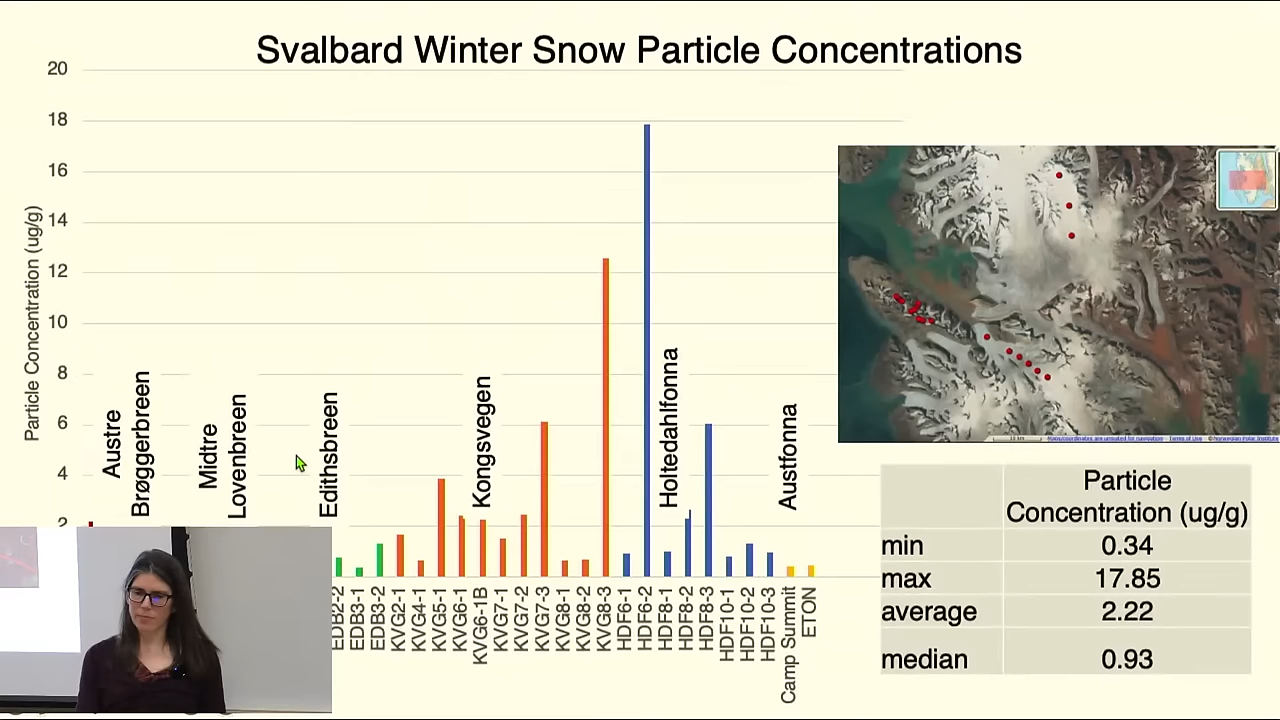 Svalbard Winter Snow Particle Concentrations
20
18
16
14
12
10
8
6
4
2
Particle Concentration (ug/g)
Austre
Brøggerbreen
Midtre
Lovenbreen
Edithsbreen
Kongsvegen
Holtedahlfonna
Austfonna
EDB2-2
EDB3-1
EDB3-2
KVG2-1
KVG4-1
KVG5-1
KVG6-1
KVG6-1B
KVG7-1
KVG7-2
KVG7-3
KVG8-1
KVG8-2
KVG8-3
HDF6-1
HDF6-2
HDF8-1
HDF8-2
HDF8-3
HDF10-1
HDF10-2
HDF10-3
Camp Summit
ETON
Particle
Concentration (ug/g)
min 0.34
max 17.85
average 2.22
median 0.93